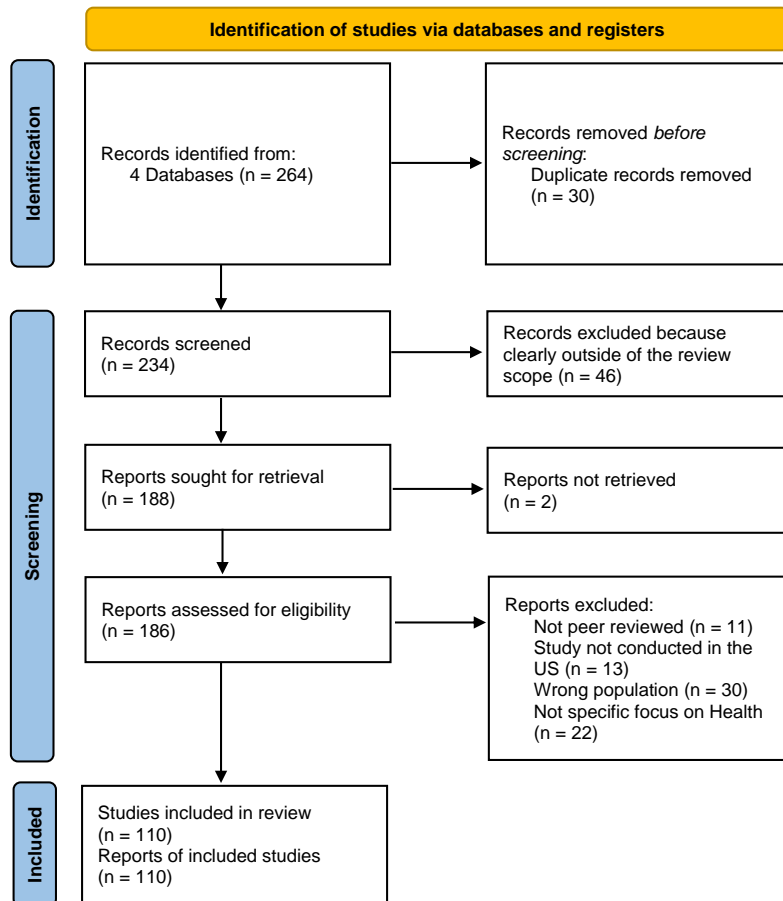 Identification of studies via databases and registers
Identification
Records identified from:
4 Databases (n = 264)
Records removed before
screening:
Duplicate records removed
(n = 30)
Screening
Records screened
(n = 234)
Records excluded because
clearly outside of the review
scope (n = 46)
Reports sought for retrieval
(n = 188)
Reports not retrieved
(n = 2)
Reports assessed for eligibility
(n = 186)
Reports excluded:
Not peer reviewed (n = 11)
Study not conducted in the
US (n = 13)
Wrong population (n = 30)
Not specific focus on Health
(n = 22)
Included
Studies included in review
(n = 110)
Reports of included studies
(n = 110)